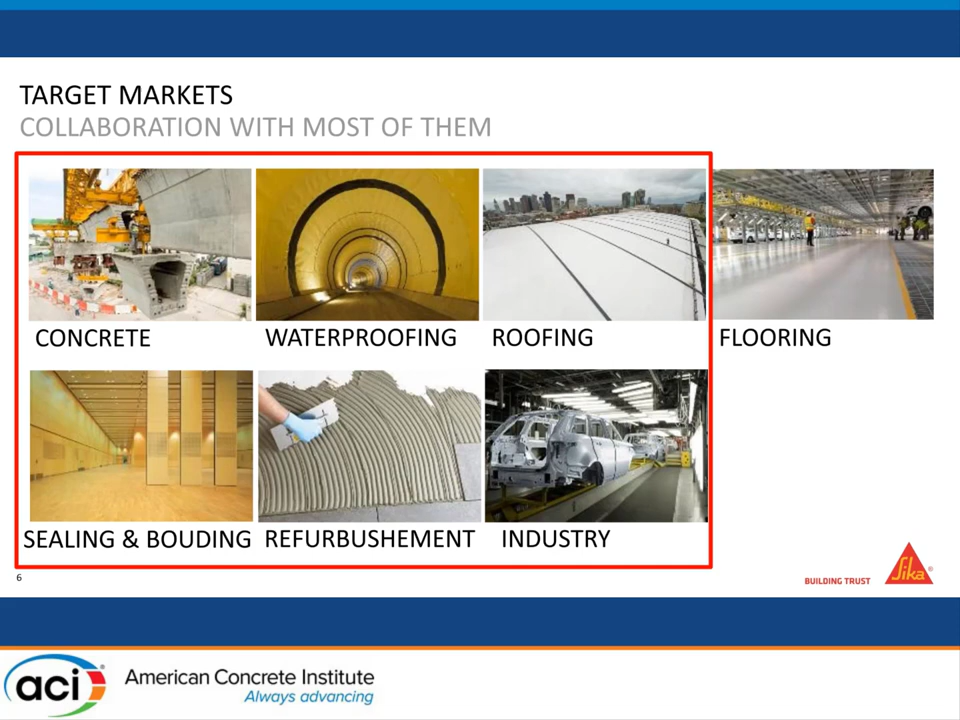 TARGET MARKETS
COLLABORATION WITH MOST OF THEM
CONCRETE
WATERPROOFING
ROOFING
FLOORING
SEALING & BOUDING
REFURBUSHEMENT
INDUSTRY
6
BUILDING TRUST
Sika®
aci
American Concrete Institute
Always advancing